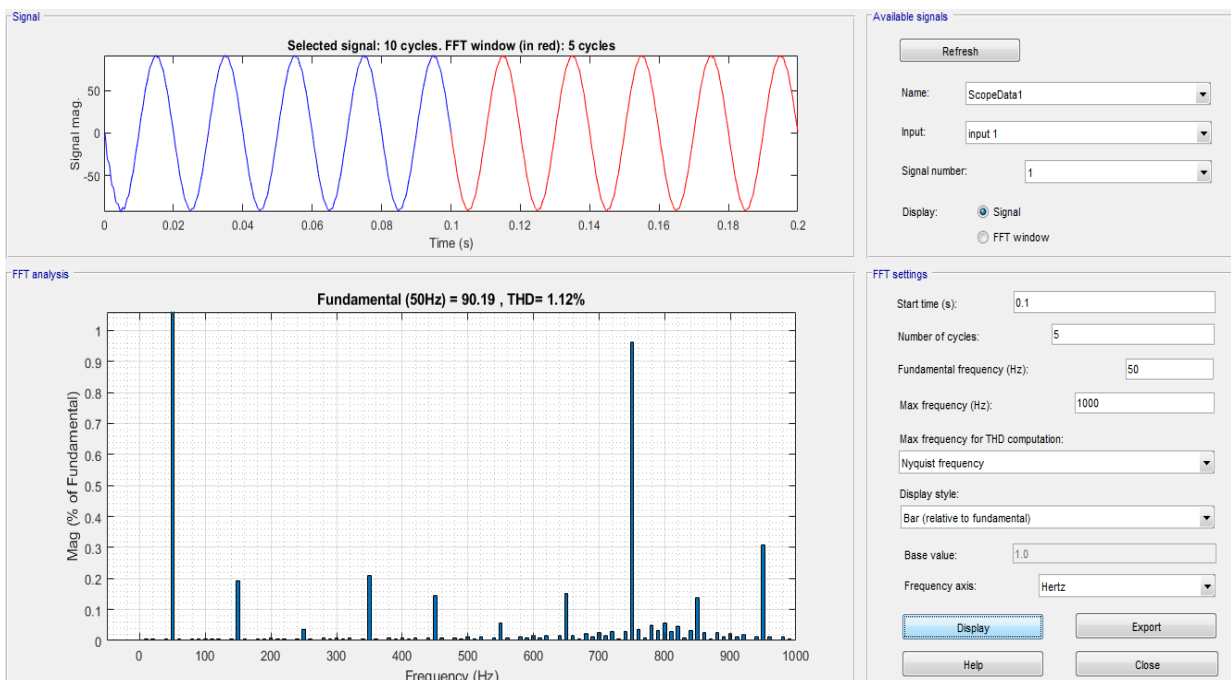 Signal
Selected signal: 10 cycles. FFT window (in red): 5 cycles
50
0
-50
Signal mag.
0 0.02 0.04 0.06 0.08 0.1 0.12 0.14 0.16 0.18 0.2
Time (s)
Available signals
Refresh
Name: ScopeData1
Input: input 1
Signal number: 1
Display: Signal
FFT window
FFT analysis
Fundamental (50Hz) = 90.19 , THD= 1.12%
1
0.9
0.8
0.7
0.6
0.5
0.4
0.3
0.2
0.1
0
Mag (% of Fundamental)
0 100 200 300 400 500 600 700 800 900 1000
Frequency (Hz)
FFT settings
Start time (s): 0.1
Number of cycles: 5
Fundamental frequency (Hz): 50
Max frequency (Hz): 1000
Max frequency for THD computation:
Nyquist frequency
Display style:
Bar (relative to fundamental)
Base value: 1.0
Frequency axis: Hertz
Display Export
Help Close